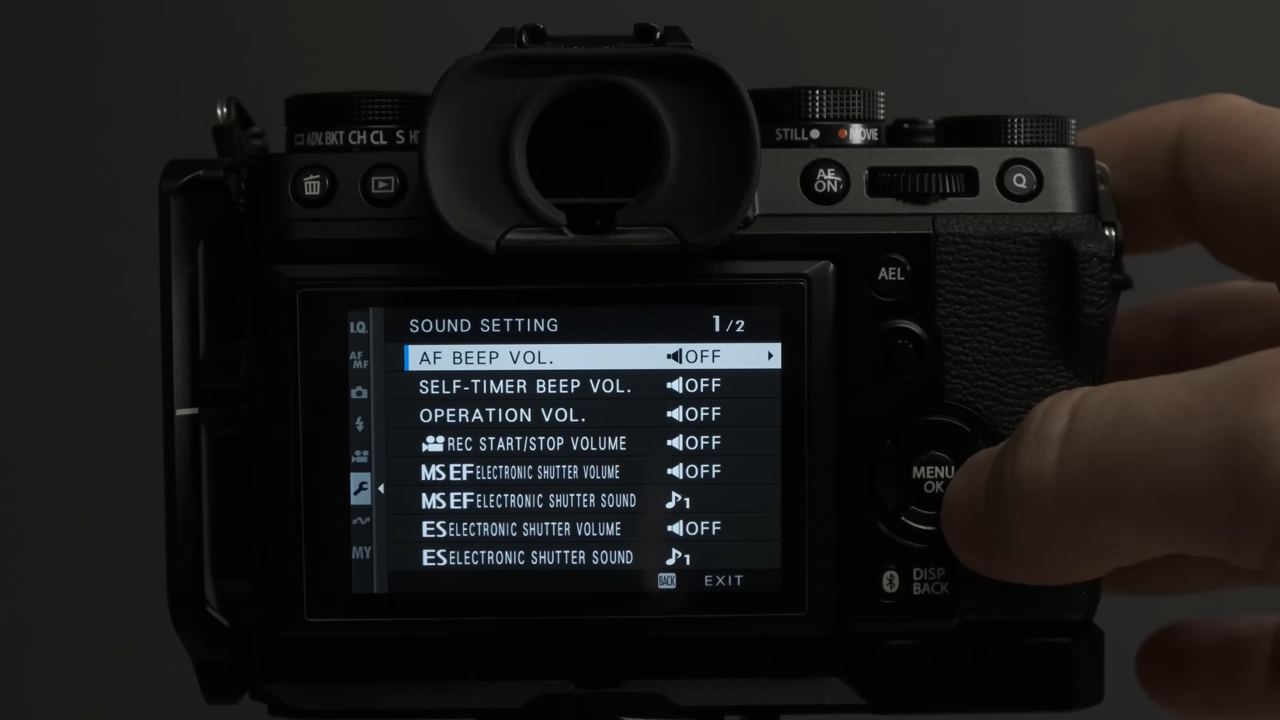 ADV. BKT CH CL S H
STILL MOVIE
AF ON
Q
AEL
I.Q.
SOUND SETTING 1/2
AF MF
AF BEEP VOL. OFF
SELF-TIMER BEEP VOL. OFF
OPERATION VOL. OFF
REC START/STOP VOLUME OFF
MS EF ELECTRONIC SHUTTER VOLUME OFF
MS EF ELECTRONIC SHUTTER SOUND 1
ES ELECTRONIC SHUTTER VOLUME OFF
MY
ES ELECTRONIC SHUTTER SOUND 1
BACK EXIT
MENU
OK
DISP
BACK